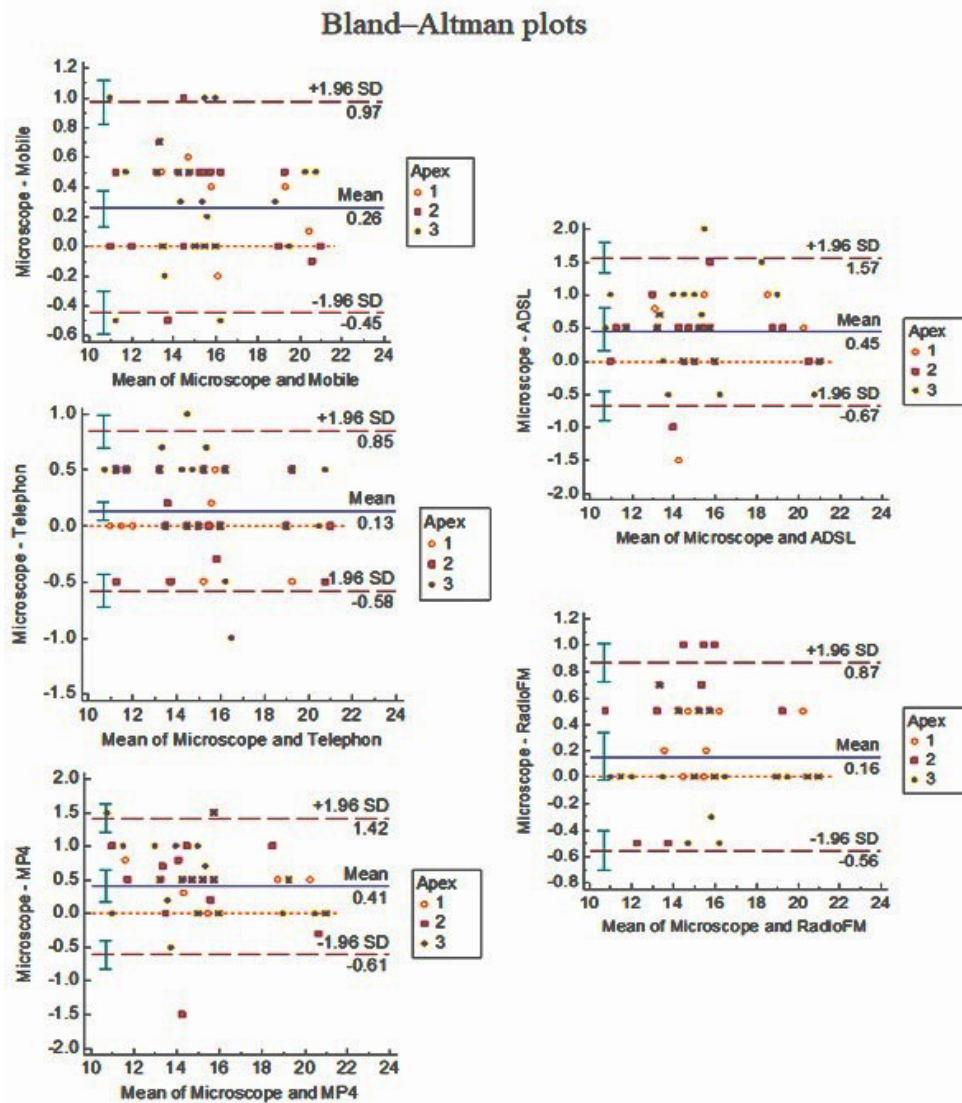 Bland–Altman plots
1.2
1.0
0.8
0.6
0.4
0.2
0.0
-0.2
-0.4
-0.6
Microscope - Mobile
+1.96 SD
0.97
Mean
0.26
-1.96 SD
-0.45
10 12 14 16 18 20 22 24
Mean of Microscope and Mobile
Apex
1
2
3
1.0
0.5
0.0
-0.5
-1.0
-1.5
Microscope - Telephon
+1.96 SD
0.85
Mean
0.13
-1.96 SD
-0.58
10 12 14 16 18 20 22 24
Mean of Microscope and Telephon
Apex
1
2
3
2.0
1.5
1.0
0.5
0.0
-0.5
-1.0
-1.5
-2.0
Microscope - MP4
+1.96 SD
1.42
Mean
0.41
-1.96 SD
-0.61
10 12 14 16 18 20 22 24
Mean of Microscope and MP4
Apex
1
2
3
2.0
1.5
1.0
0.5
0.0
-0.5
-1.0
-1.5
-2.0
Microscope - ADSL
+1.96 SD
1.57
Mean
0.45
-1.96 SD
-0.67
10 12 14 16 18 20 22 24
Mean of Microscope and ADSL
Apex
1
2
3
1.2
1.0
0.8
0.6
0.4
0.2
0.0
-0.2
-0.4
-0.6
-0.8
Microscope - RadioFM
+1.96 SD
0.87
Mean
0.16
-1.96 SD
-0.56
10 12 14 16 18 20 22 24
Mean of Microscope and RadioFM
Apex
1
2
3